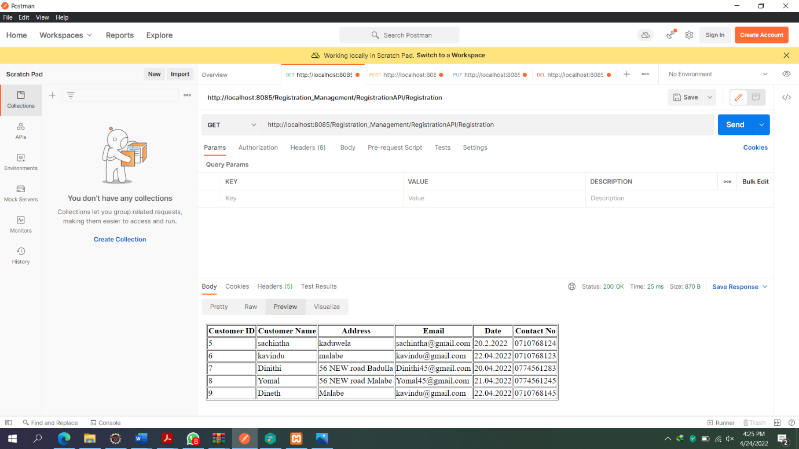 Postman
File Edit View Help
Home Workspaces Reports Explore Search Postman Sign In Create Account
Working locally in Scratch Pad. Switch to a Workspace
Scratch Pad New Import Overview GET http://localhost:8085 POST http://localhost:808 PUT http://localhost:8085 DEL http://localhost:8085 No Environment
http://localhost:8085/Registration_Management/RegistrationAPI/Registration Save
Collections
GET http://localhost:8085/Registration_Management/RegistrationAPI/Registration Send
APIs
Params Authorization Headers (6) Body Pre-request Script Tests Settings Cookies
Query Params
Environments
KEY VALUE DESCRIPTION Bulk Edit
Mock Servers
You don't have any collections
Key Value Description
Collections let you group related requests,
making them easier to access and run.
Monitors
Create Collection
History
Body Cookies Headers (5) Test Results Status: 200 OK Time: 25 ms Size: 870 B Save Response
Pretty Raw Preview Visualize
Customer ID Customer Name Address Email Date Contact No
5 sachintha kaduwela sachintha@gmail.com 20.2.2022 0710768124
6 kavindu malabe kavindu@gmail.com 22.04.2022 0710768123
7 Dinithi 56 NEW road Badulla Dinithi45@gmail.com 20.04.2022 0774561283
8 Yomal 56 NEW road Malabe Yomal45@gmail.com 21.04.2022 0774561245
9 Dineth Malabe kavindu@gmail.com 22.04.2022 0710768145
Find and Replace Console Runner Trash
4:25 PM
4/24/2022